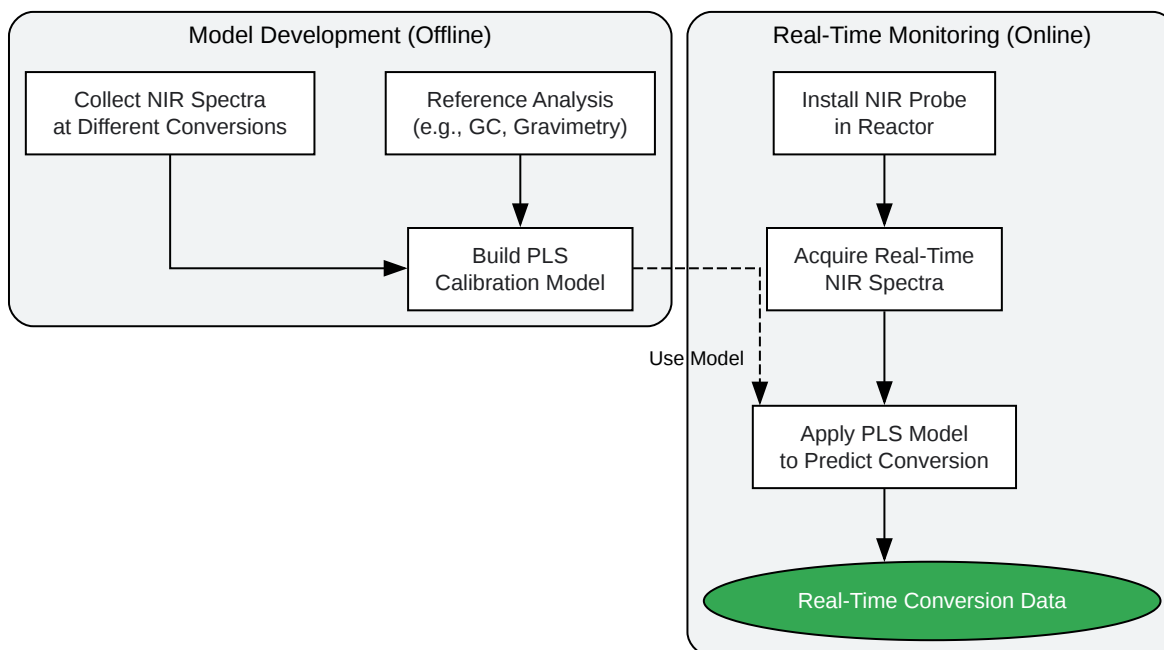 Model Development (Offline)
Collect NIR Spectra
at Different Conversions
Reference Analysis
(e.g., GC, Gravimetry)
Build PLS
Calibration Model
Use Model
Real-Time Monitoring (Online)
Install NIR Probe
in Reactor
Acquire Real-Time
NIR Spectra
Apply PLS Model
to Predict Conversion
Real-Time Conversion Data